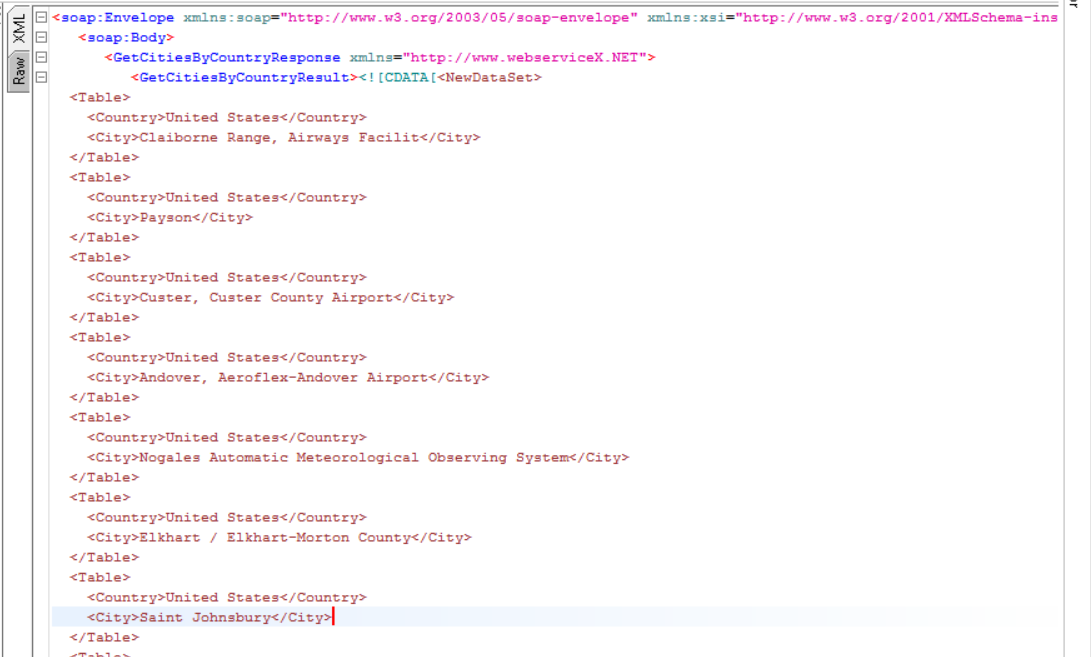 XML
Raw
<soap:Envelope xmlns:soap="http://www.w3.org/2003/05/soap-envelope" xmlns:xsi="http://www.w3.org/2001/XMLSchema-ins
<soap:Body>
<GetCitiesByCountryResponse xmlns="http://www.webserviceX.NET">
<GetCitiesByCountryResult><![CDATA[<NewDataSet>
<Table>
<Country>United States</Country>
<City>Claiborne Range, Airways Facilit</City>
</Table>
<Table>
<Country>United States</Country>
<City>Payson</City>
</Table>
<Table>
<Country>United States</Country>
<City>Custer, Custer County Airport</City>
</Table>
<Table>
<Country>United States</Country>
<City>Andover, Aeroflex-Andover Airport</City>
</Table>
<Table>
<Country>United States</Country>
<City>Nogales Automatic Meteorological Observing System</City>
</Table>
<Table>
<Country>United States</Country>
<City>Elkhart / Elkhart-Morton County</City>
</Table>
<Table>
<Country>United States</Country>
<City>Saint Johnsbury</City>
</Table>
<Table>